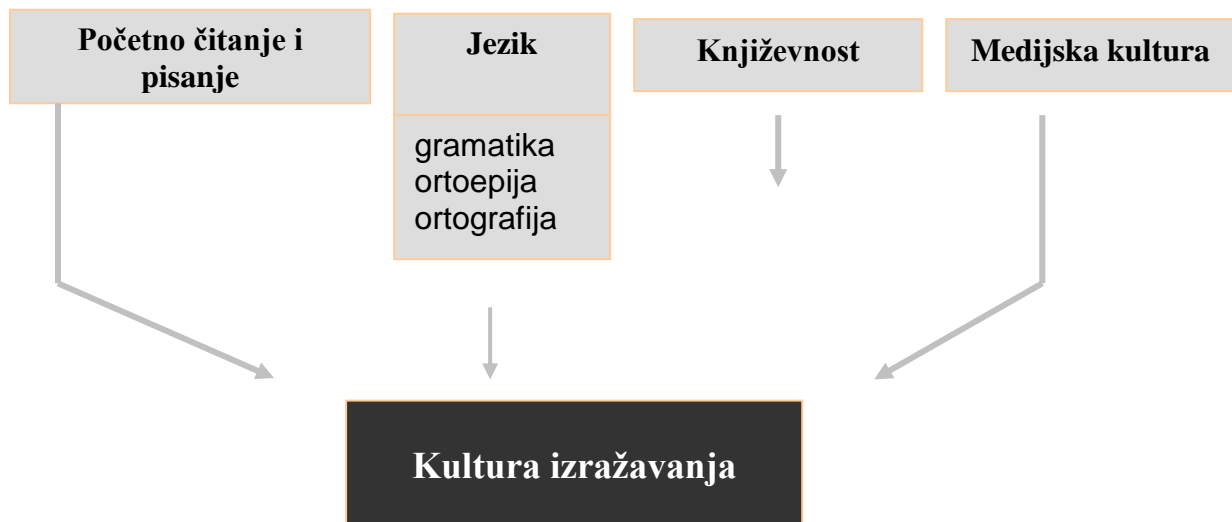 Početno čitanje i
pisanje
Jezik
gramatika
ortoepija
ortografija
Književnost
Medijska kultura
Kultura izražavanja